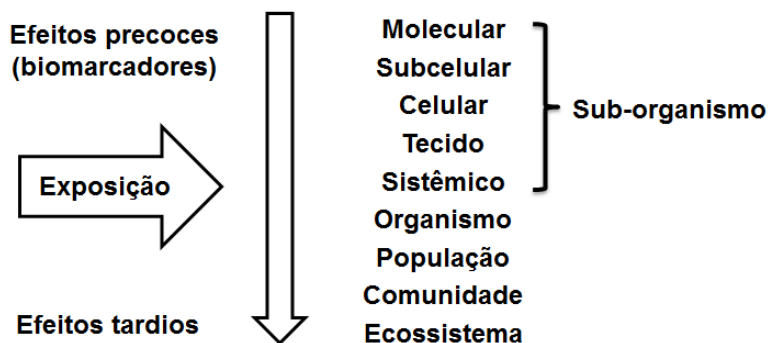 Efeitos precoces
(biomarcadores)
Exposição
Efeitos tardios
Molecular
Subcelular
Celular
Tecido
Sistêmico
Organismo
População
Comunidade
Ecossistema
Sub-organismo